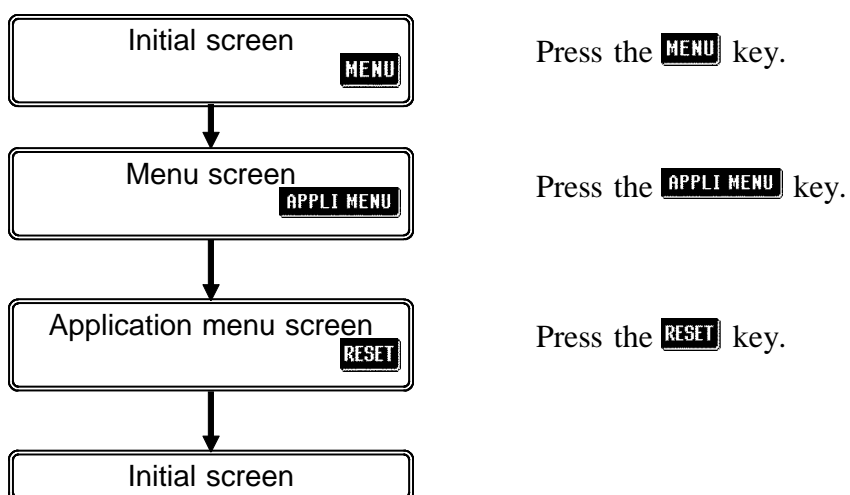 Initial screen
MENU
Press the MENU key.
Menu screen
APPLI MENU
Press the APPLI MENU key.
Application menu screen
RESET
Press the RESET key.
Initial screen